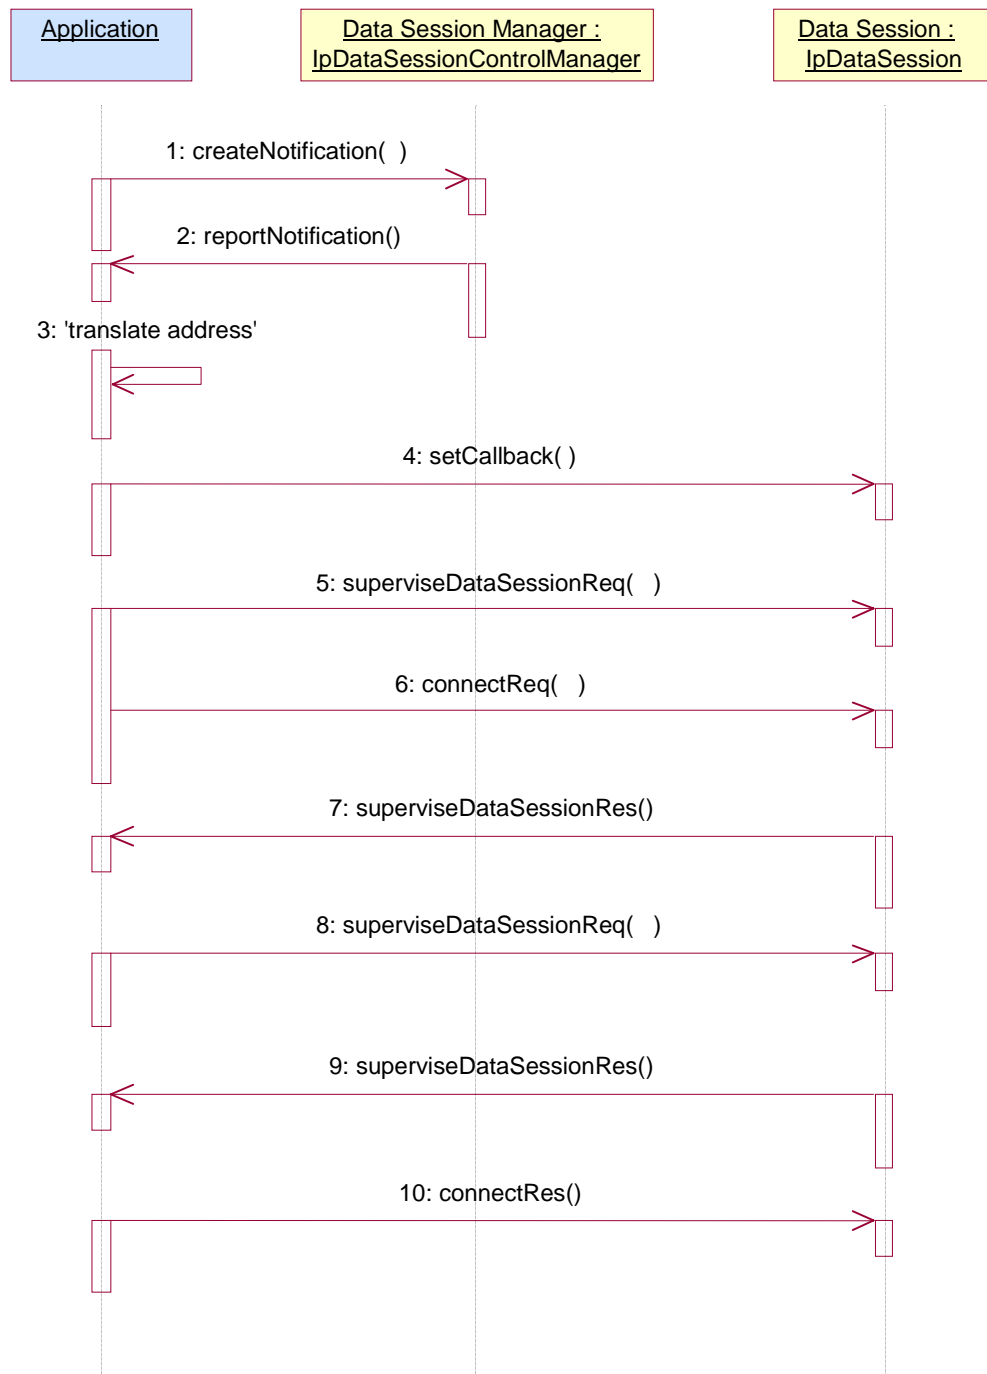 Application
Data Session Manager :
IpDataSessionControlManager
Data Session :
IpDataSession
1: createNotification(  )
2: reportNotification()
3: 'translate address'
4: setCallback( )
5: superviseDataSessionReq(   )
6: connectReq(   )
7: superviseDataSessionRes()
8: superviseDataSessionReq(   )
9: superviseDataSessionRes()
10: connectRes()